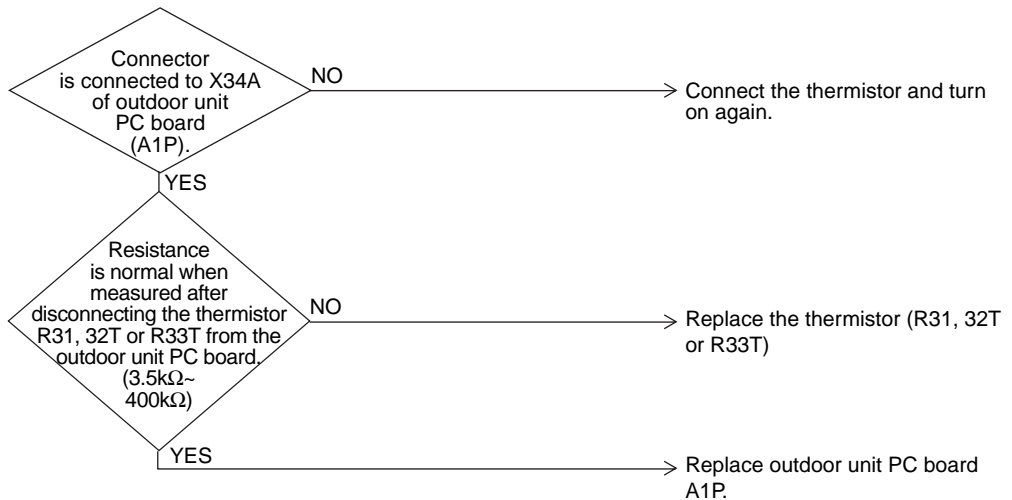 Connector
is connected to X34A
of outdoor unit
PC board
(A1P).
NO
Connect the thermistor and turn
on again.
YES
Resistance
is normal when
measured after
disconnecting the thermistor
R31, 32T or R33T from the
outdoor unit PC board.
(3.5kΩ~
400kΩ)
NO
Replace the thermistor (R31, 32T
or R33T)
YES
Replace outdoor unit PC board
A1P.